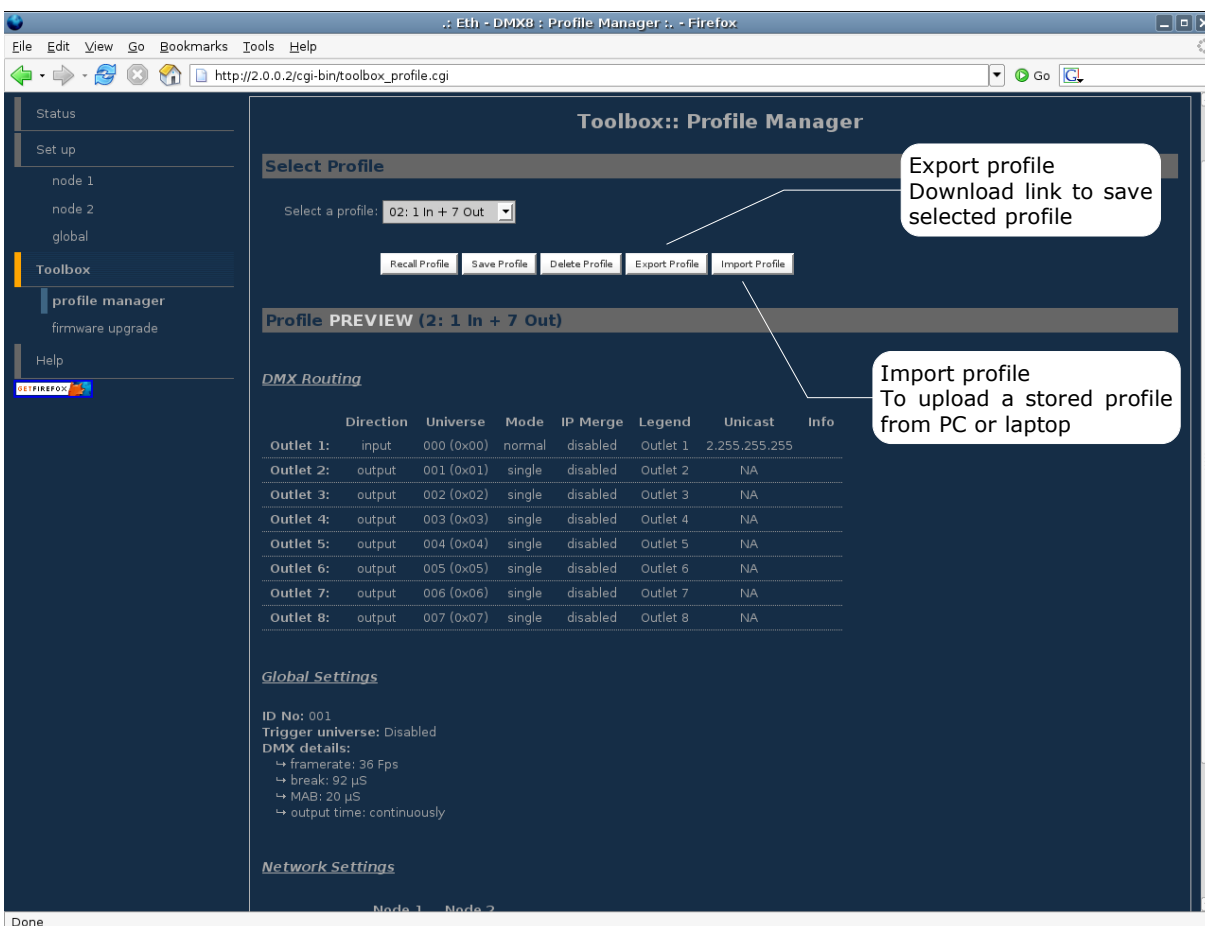 .: Eth - DMX8 : Profile Manager :. - Firefox
File Edit View Go Bookmarks Tools Help
http://2.0.0.2/cgi-bin/toolbox_profile.cgi
Go
Status
Set up
node 1
node 2
global
Toolbox
profile manager
firmware upgrade
Help
GETFIREFOX
Toolbox:: Profile Manager
Select Profile
Select a profile: 02: 1 In + 7 Out
Recall Profile Save Profile Delete Profile Export Profile Import Profile
Export profile
Download link to save
selected profile
Profile PREVIEW (2: 1 In + 7 Out)
Import profile
To upload a stored profile
from PC or laptop
DMX Routing
Direction Universe Mode IP Merge Legend Unicast Info
Outlet 1: input 000 (0x00) normal disabled Outlet 1 2.255.255.255
Outlet 2: output 001 (0x01) single disabled Outlet 2 NA
Outlet 3: output 002 (0x02) single disabled Outlet 3 NA
Outlet 4: output 003 (0x03) single disabled Outlet 4 NA
Outlet 5: output 004 (0x04) single disabled Outlet 5 NA
Outlet 6: output 005 (0x05) single disabled Outlet 6 NA
Outlet 7: output 006 (0x06) single disabled Outlet 7 NA
Outlet 8: output 007 (0x07) single disabled Outlet 8 NA
Global Settings
ID No: 001
Trigger universe: Disabled
DMX details:
↪ framerate: 36 Fps
↪ break: 92 µS
↪ MAB: 20 µS
↪ output time: continuously
Network Settings
Node 1 Node 2
Done